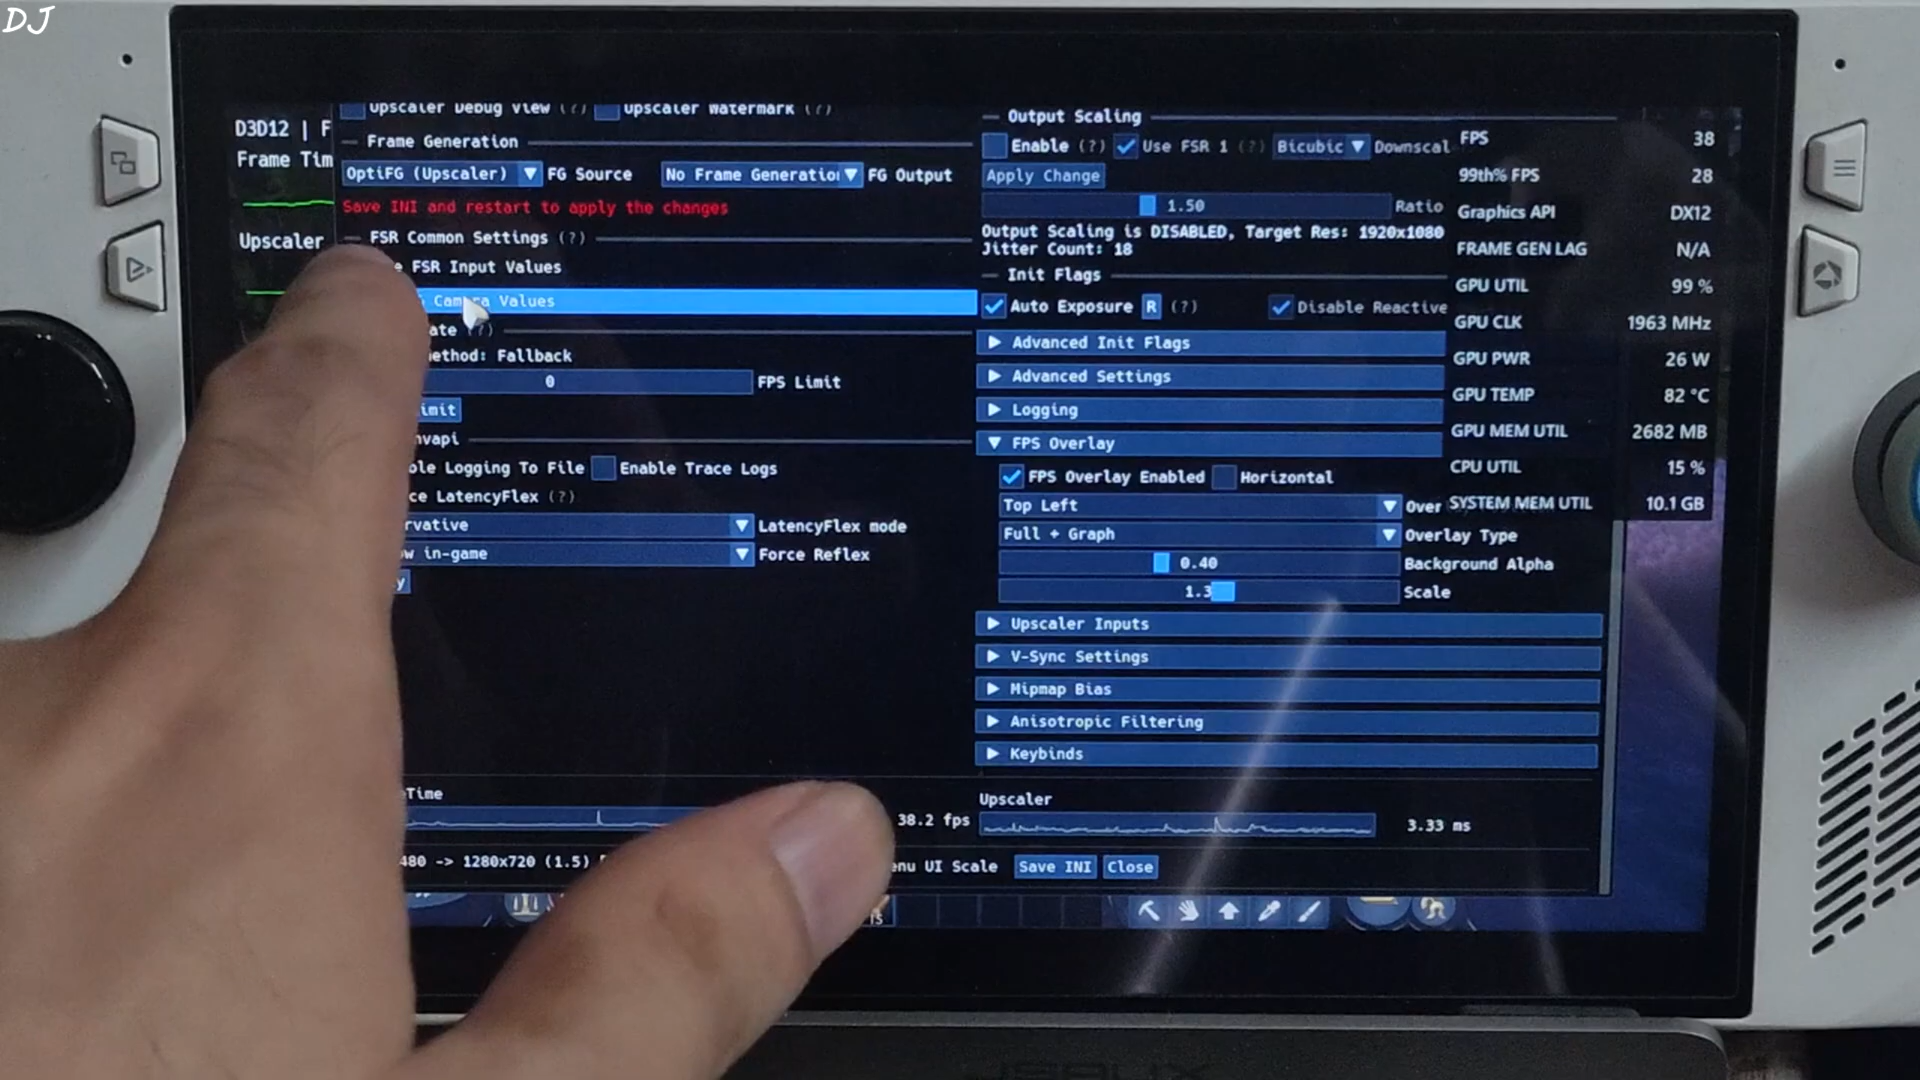 DJ
D3D12 | F
Frame Tim
Upscaler
Upscaler Debug View (?) Upscaler Watermark (?)
Frame Generation
OptiFG (Upscaler) FG Source No Frame Generation FG Output
Save INI and restart to apply the changes
FSR Common Settings (?)
FSR Input Values
Camera Values
ate (?)
ethod: Fallback
0 FPS Limit
imit
nvapi
ble Logging To File Enable Trace Logs
ce LatencyFlex (?)
rvative LatencyFlex mode
w in-game Force Reflex
y
Time
38.2 fps
480 -> 1280x720 (1.5)
enu UI Scale Save INI Close
Output Scaling
Enable (?) Use FSR 1 (?) Bicubic Downscal
Apply Change
1.50 Ratio
Output Scaling is DISABLED, Target Res: 1920x1080
Jitter Count: 18
Init Flags
Auto Exposure R (?) Disable Reactive
Advanced Init Flags
Advanced Settings
Logging
FPS Overlay
FPS Overlay Enabled Horizontal
Top Left Over
Full + Graph Overlay Type
0.40 Background Alpha
1.3 Scale
Upscaler Inputs
V-Sync Settings
Mipmap Bias
Anisotropic Filtering
Keybinds
Upscaler
3.33 ms
FPS 38
99th% FPS 28
Graphics API DX12
FRAME GEN LAG N/A
GPU UTIL 99 %
GPU CLK 1963 MHz
GPU PWR 26 W
GPU TEMP 82 °C
GPU MEM UTIL 2682 MB
CPU UTIL 15 %
SYSTEM MEM UTIL 10.1 GB